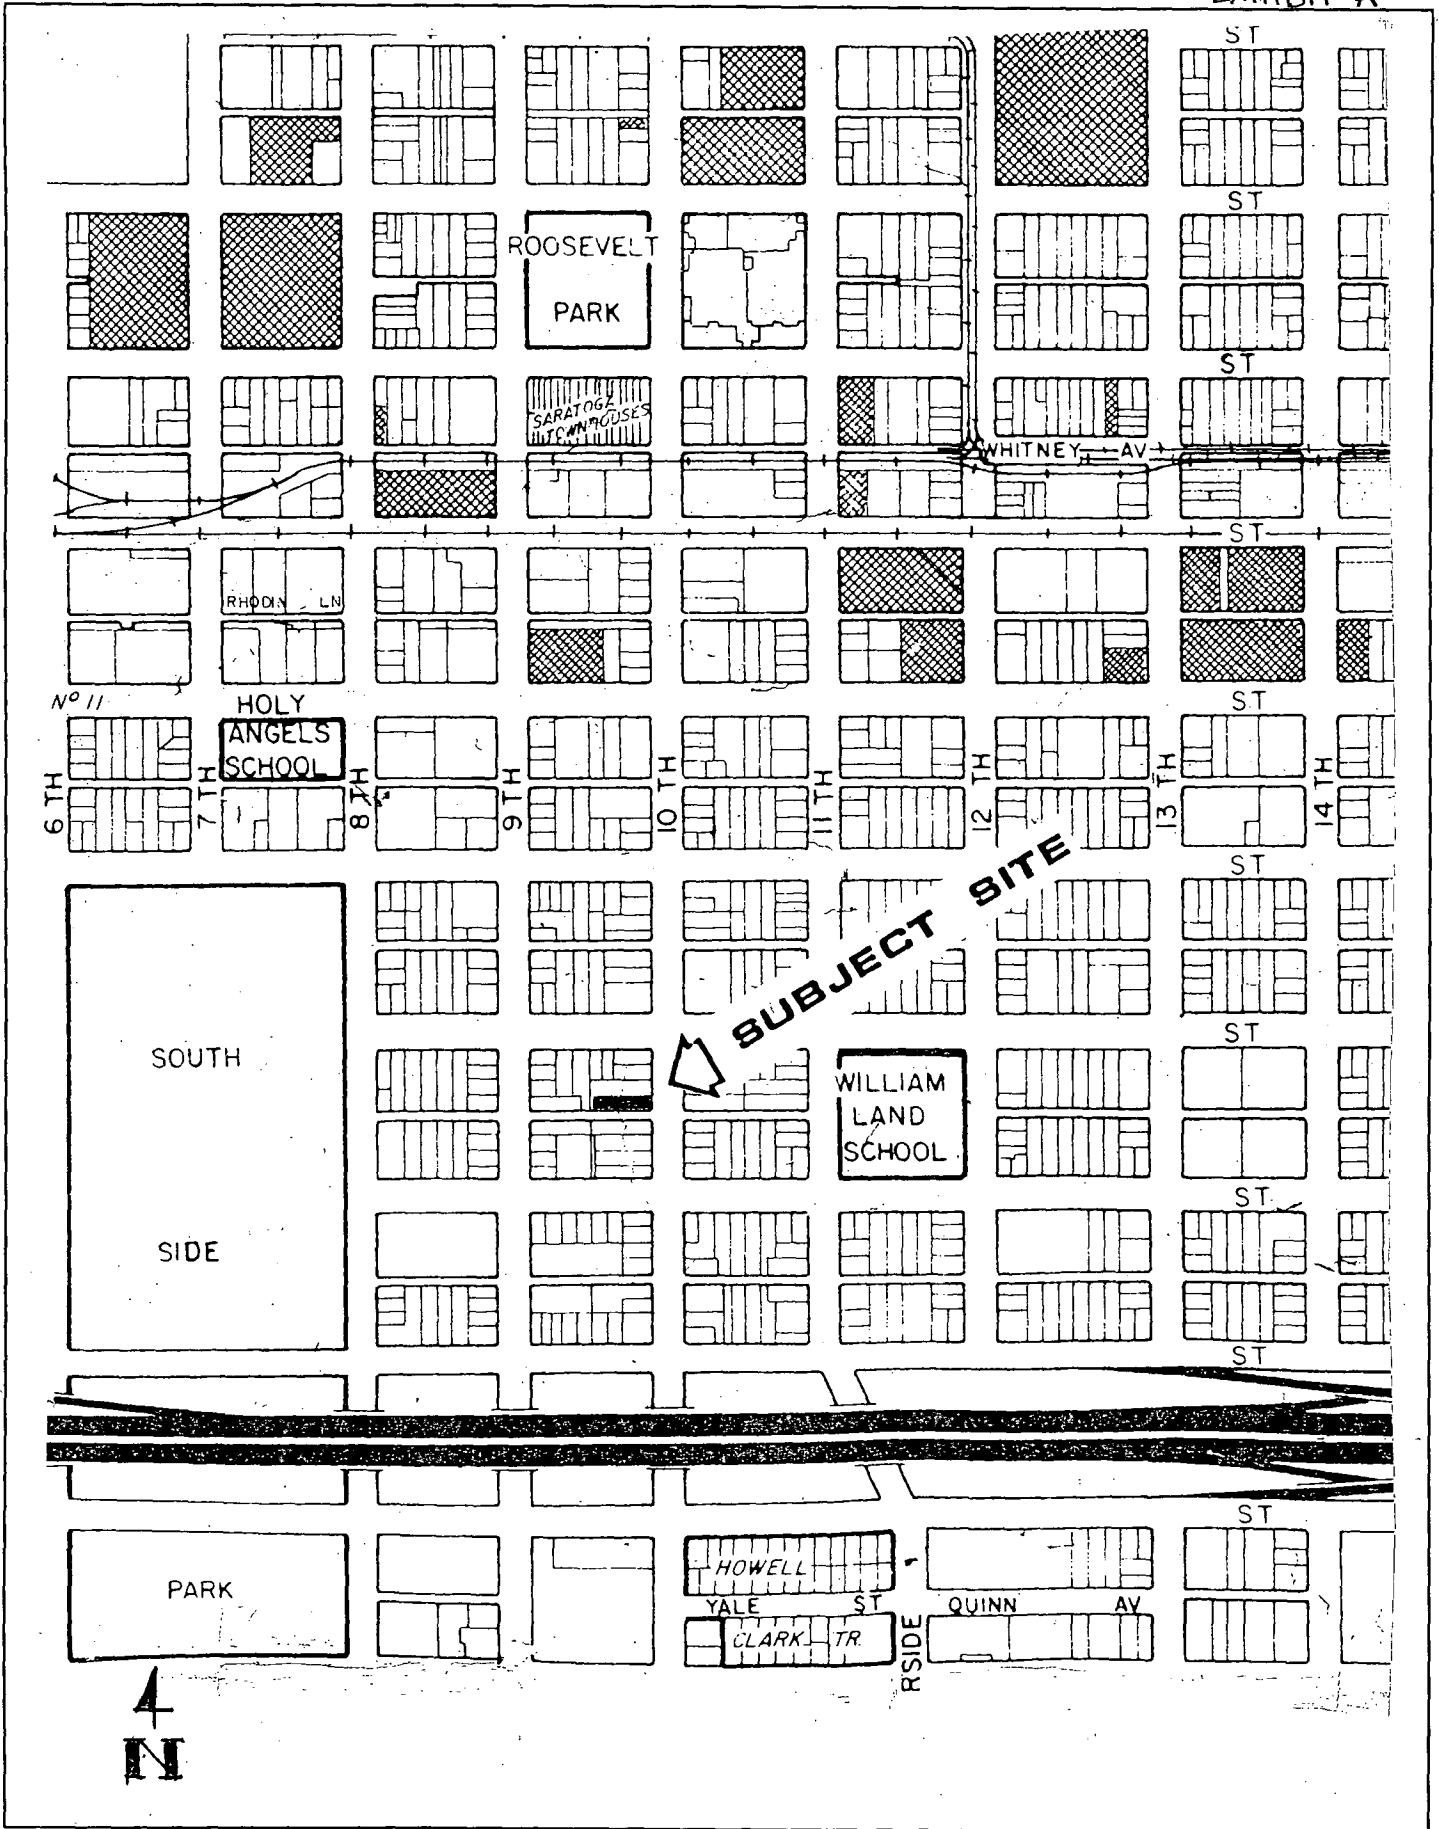 EXHIBIT A
ST
ST
ROOSEVELT
PARK
ST
SARATOGA
TOWNHOUSES
WHITNEY AV
ST
RHODIN LN
Nº 11
HOLY
ANGELS
SCHOOL
ST
6 TH
7 TH
8 TH
9 TH
10 TH
11 TH
12 TH
13 TH
14 TH
ST
SUBJECT SITE
SOUTH
ST
WILLIAM
LAND
SCHOOL
ST
SIDE
ST
ST
PARK
HOWELL
YALE ST
QUINN AV
CLARK TR.
RSIDE
N